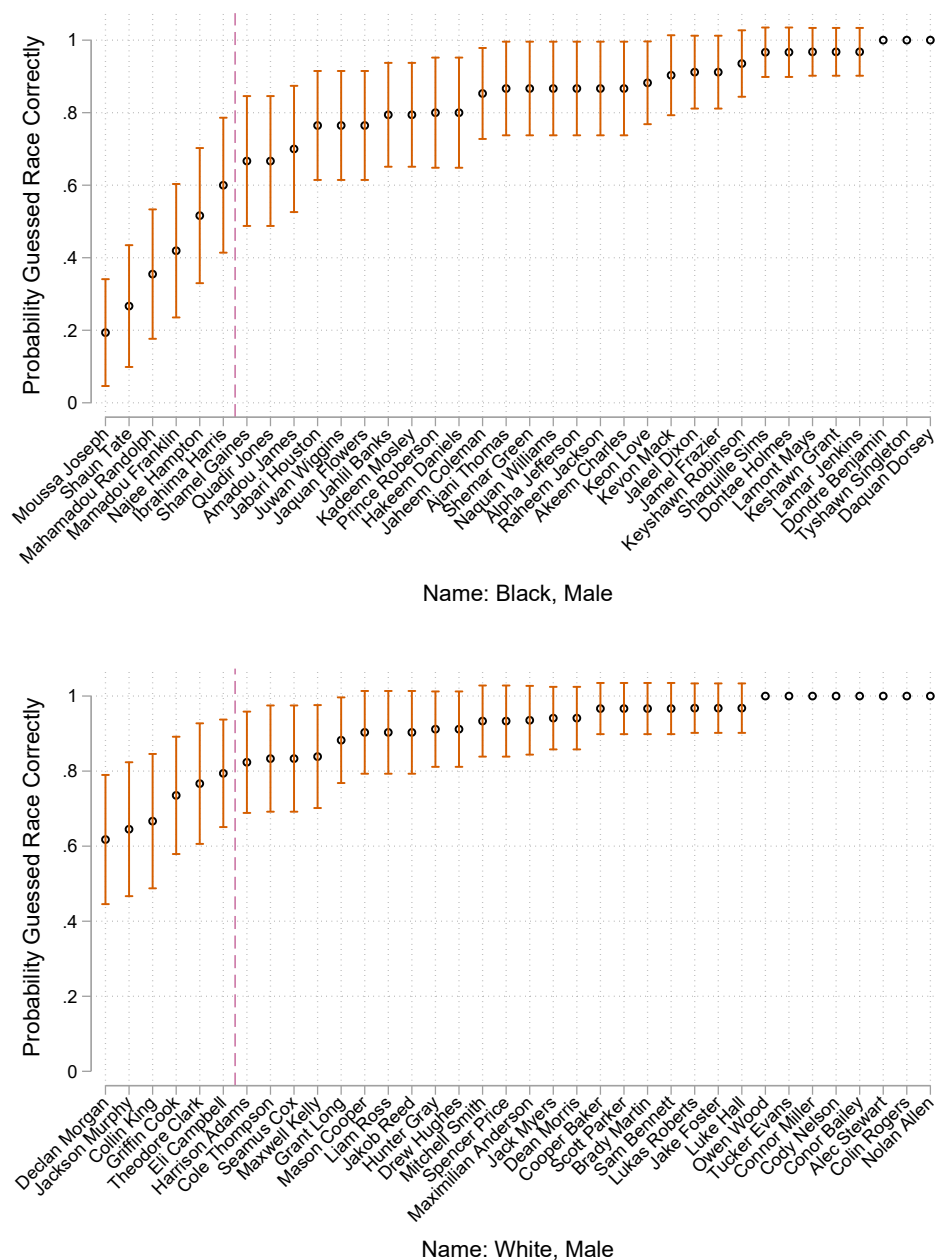 Probability Guessed Race Correctly
1
.8
.6
.4
.2
0
Moussa Joseph
Shaun Tate
Mahamadou Randolph
Mamadou Franklin
Najee Hampton
Ibrahima Harris
Shamel Gaines
Quadir Jones
Amadou James
Jabari Houston
Juwan Wiggins
Jaquan Flowers
Jahlil Banks
Kadeem Mosley
Prince Roberson
Hakeem Daniels
Jaheem Coleman
Ajani Thomas
Shemar Green
Naquan Williams
Alpha Jefferson
Raheem Jackson
Akeem Charles
Keon Love
Kevon Mack
Jaleel Dixon
Jamel Frazier
Keyshawn Robinson
Shaquille Sims
Dontae Holmes
Lamont Mays
Keshawn Grant
Lamar Jenkins
Dondre Benjamin
Tyshawn Singleton
Daquan Dorsey
Name: Black, Male
Probability Guessed Race Correctly
1
.8
.6
.4
.2
0
Declan Morgan
Jackson Murphy
Collin King
Griffin Cook
Theodore Clark
Eli Campbell
Harrison Adams
Cole Thompson
Seamus Cox
Maxwell Kelly
Grant Long
Mason Cooper
Liam Ross
Jakob Reed
Hunter Gray
Drew Hughes
Mitchell Smith
Spencer Price
Maximilian Anderson
Jack Myers
Dean Morris
Cooper Baker
Scott Parker
Brady Martin
Sam Bennett
Lukas Roberts
Jake Foster
Luke Hall
Owen Wood
Tucker Evans
Connor Miller
Cody Nelson
Conor Bailey
Alec Stewart
Colin Rogers
Nolan Allen
Name: White, Male